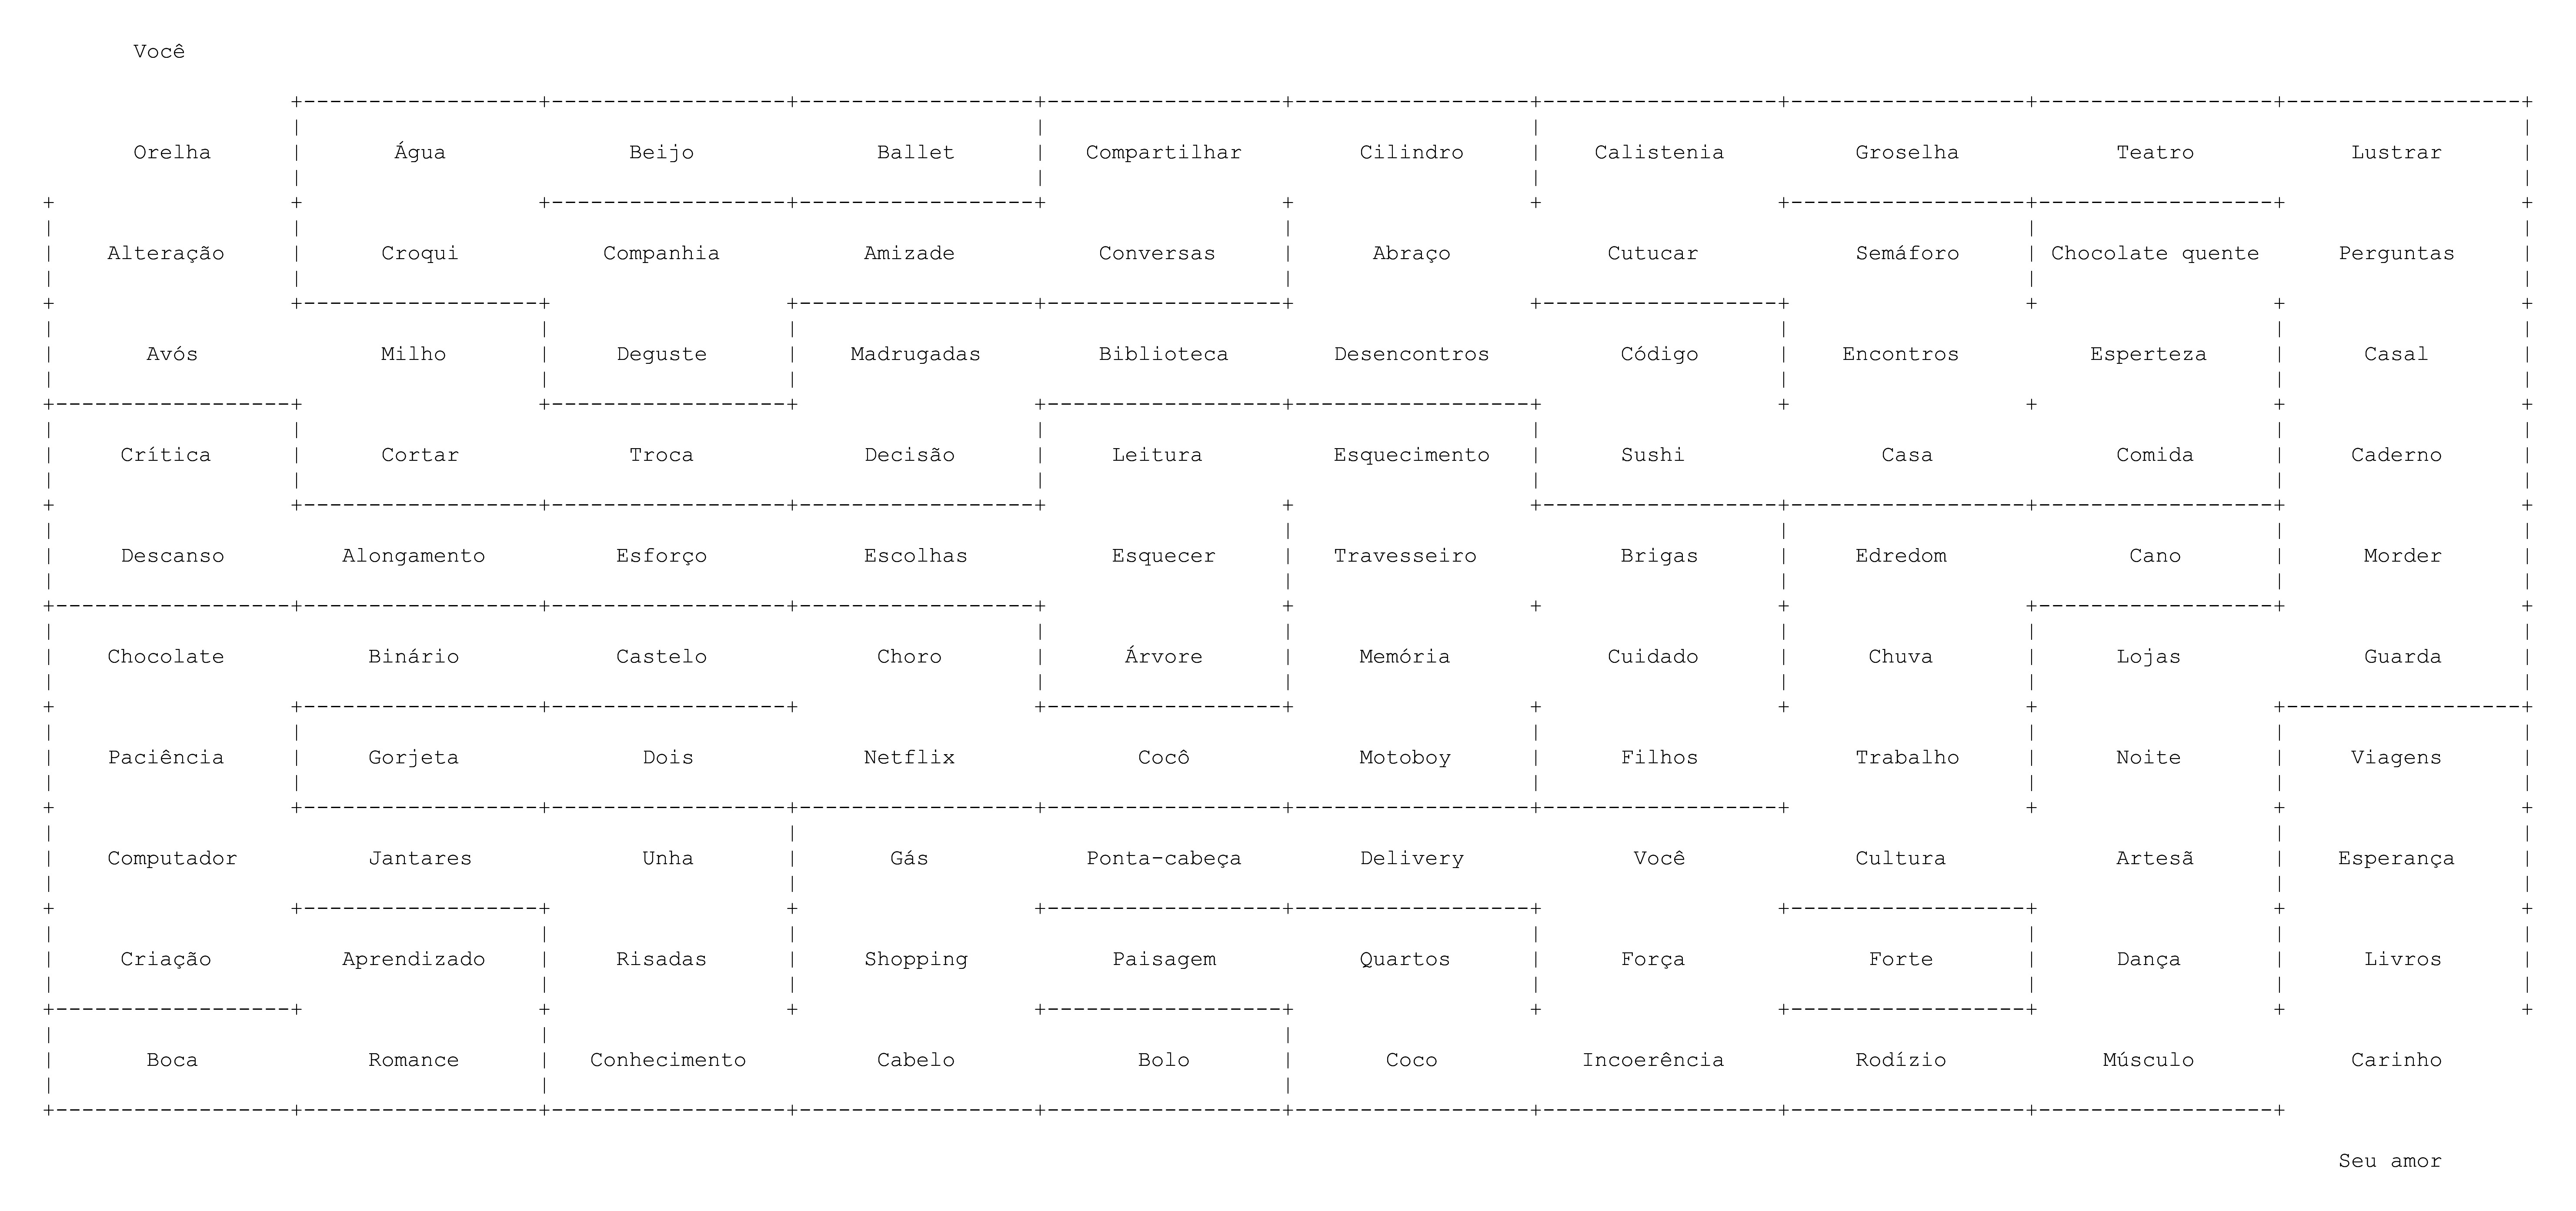 Você
Orelha Água Beijo Ballet Compartilhar Cilindro Calistenia Groselha Teatro Lustrar
Alteração Croqui Companhia Amizade Conversas Abraço Cutucar Semáforo Chocolate quente Perguntas
Avós Milho Deguste Madrugadas Biblioteca Desencontros Código Encontros Esperteza Casal
Crítica Cortar Troca Decisão Leitura Esquecimento Sushi Casa Comida Caderno
Descanso Alongamento Esforço Escolhas Esquecer Travesseiro Brigas Edredom Cano Morder
Chocolate Binário Castelo Choro Árvore Memória Cuidado Chuva Lojas Guarda
Paciência Gorjeta Dois Netflix Cocô Motoboy Filhos Trabalho Noite Viagens
Computador Jantares Unha Gás Ponta-cabeça Delivery Você Cultura Artesã Esperança
Criação Aprendizado Risadas Shopping Paisagem Quartos Força Forte Dança Livros
Boca Romance Conhecimento Cabelo Bolo Coco Incoerência Rodízio Músculo Carinho
Seu amor